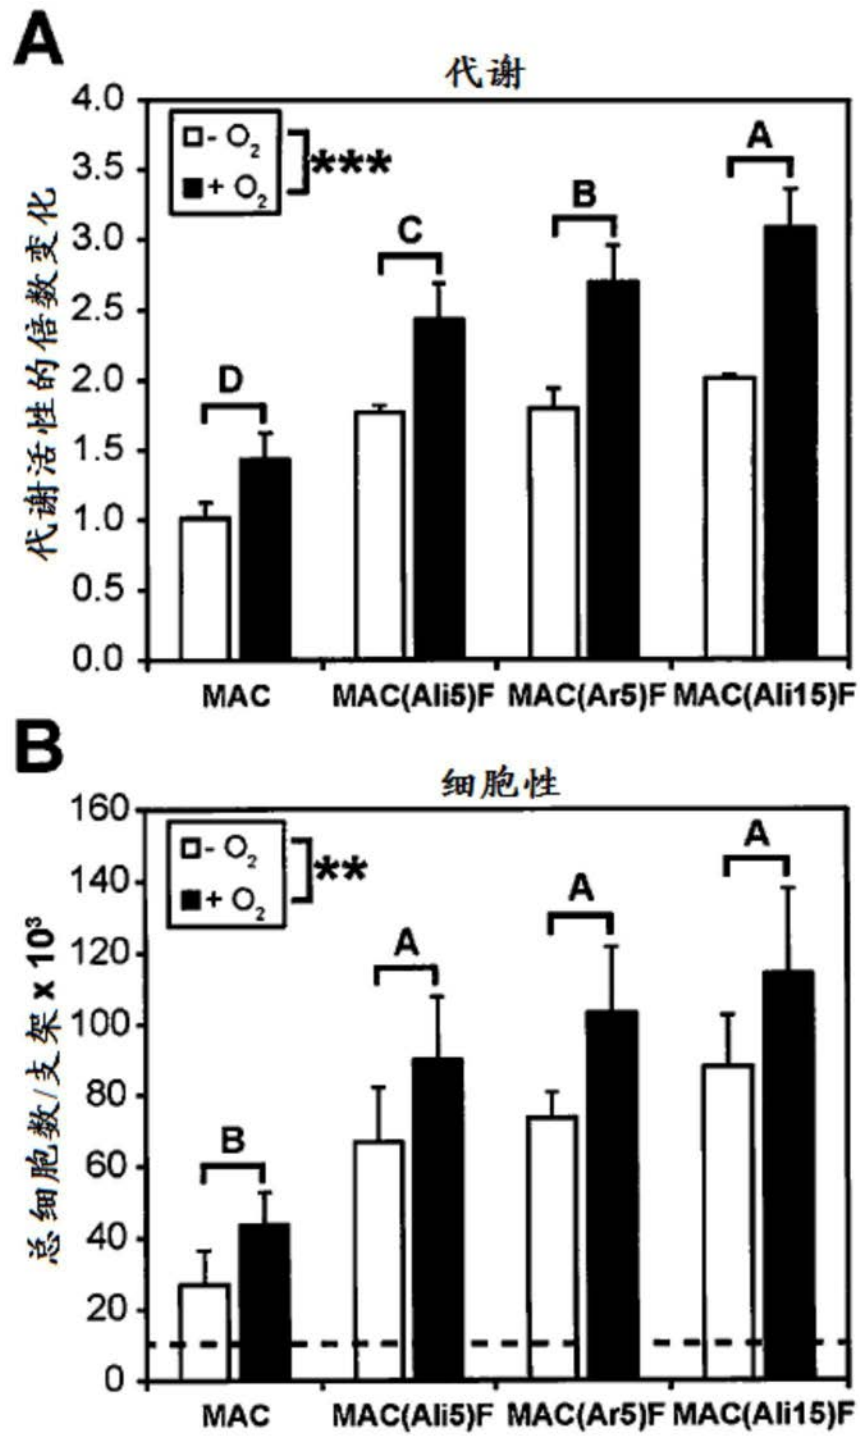 A
代谢
代谢活性的倍数变化
4.0
3.5
3.0
2.5
2.0
1.5
1.0
0.5
0.0
- O₂
+ O₂
***
D
C
B
A
MAC MAC(Ali5)F MAC(Ar5)F MAC(Ali15)F
B
细胞性
总细胞数/支架 x 10³
160
140
120
100
80
60
40
20
0
- O₂
+ O₂
**
B
A
A
A
MAC MAC(Ali5)F MAC(Ar5)F MAC(Ali15)F